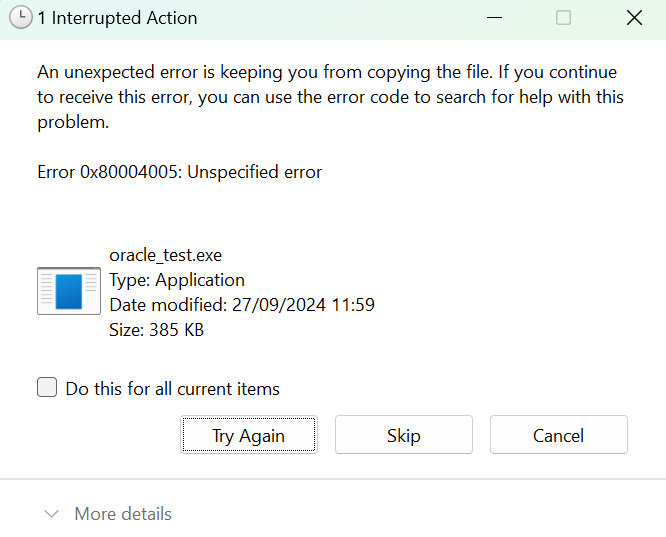 1 Interrupted Action
An unexpected error is keeping you from copying the file. If you continue
to receive this error, you can use the error code to search for help with this
problem.
Error 0x80004005: Unspecified error
oracle_test.exe
Type: Application
Date modified: 27/09/2024 11:59
Size: 385 KB
Do this for all current items
Try Again
Skip
Cancel
More details